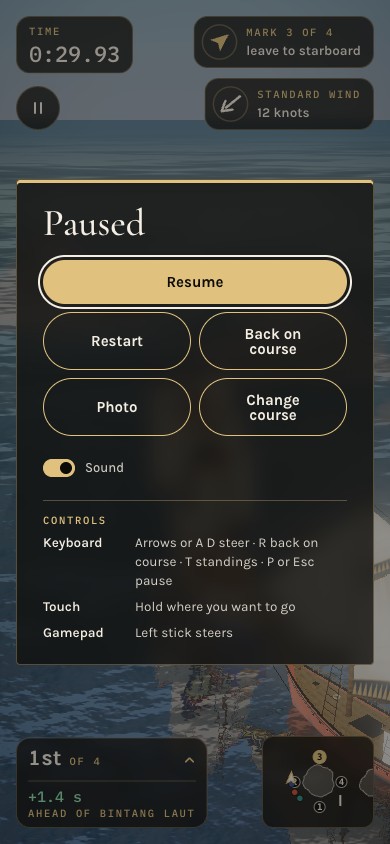 TIME
0:29.93
MARK 3 OF 4
leave to starboard
STANDARD WIND
12 knots
Paused
Resume
Restart
Back on
course
Photo
Change
course
Sound
CONTROLS
Keyboard
Arrows or A D steer · R back on
course · T standings · P or Esc
pause
Touch
Hold where you want to go
Gamepad
Left stick steers
1st OF 4
+1.4 s
AHEAD OF BINTANG LAUT
3
4
1